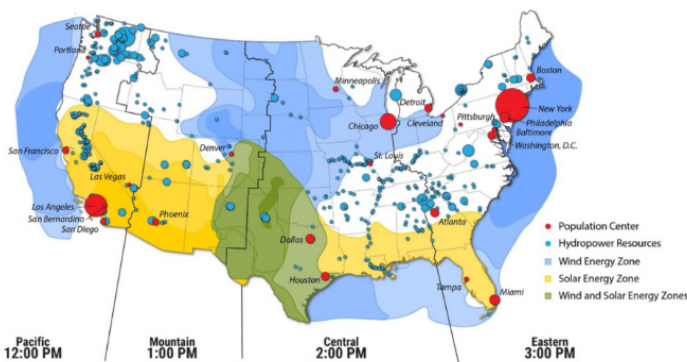 Seattle
Portland
Minneapolis
Boston
Detroit
New York
Chicago
Cleveland
Pittsburgh
Philadelphia
Baltimore
Washington, D.C.
San Francisco
Denver
St. Louis
Las Vegas
Los Angeles
San Bernardino
San Diego
Phoenix
Atlanta
Dallas
Houston
Tampa
Miami
Population Center
Hydropower Resources
Wind Energy Zone
Solar Energy Zone
Wind and Solar Energy Zones
Pacific
12:00 PM
Mountain
1:00 PM
Central
2:00 PM
Eastern
3:00 PM